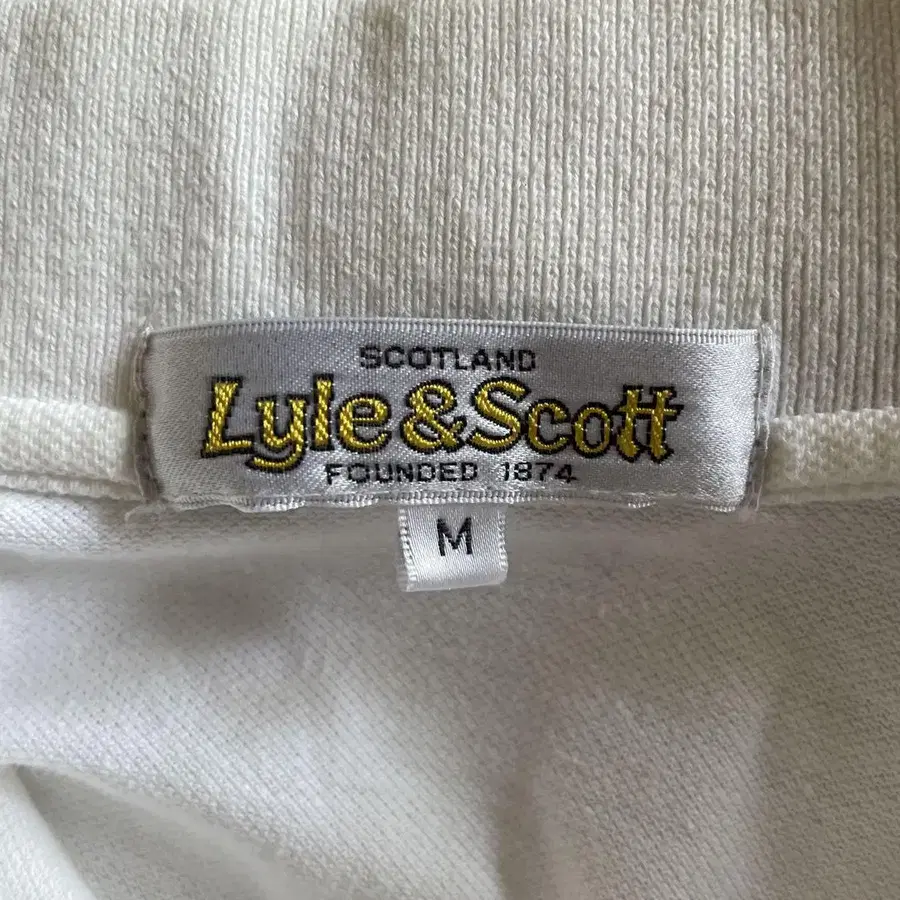 SCOTLAND
Lyle&Scott
FOUNDED 1874
M